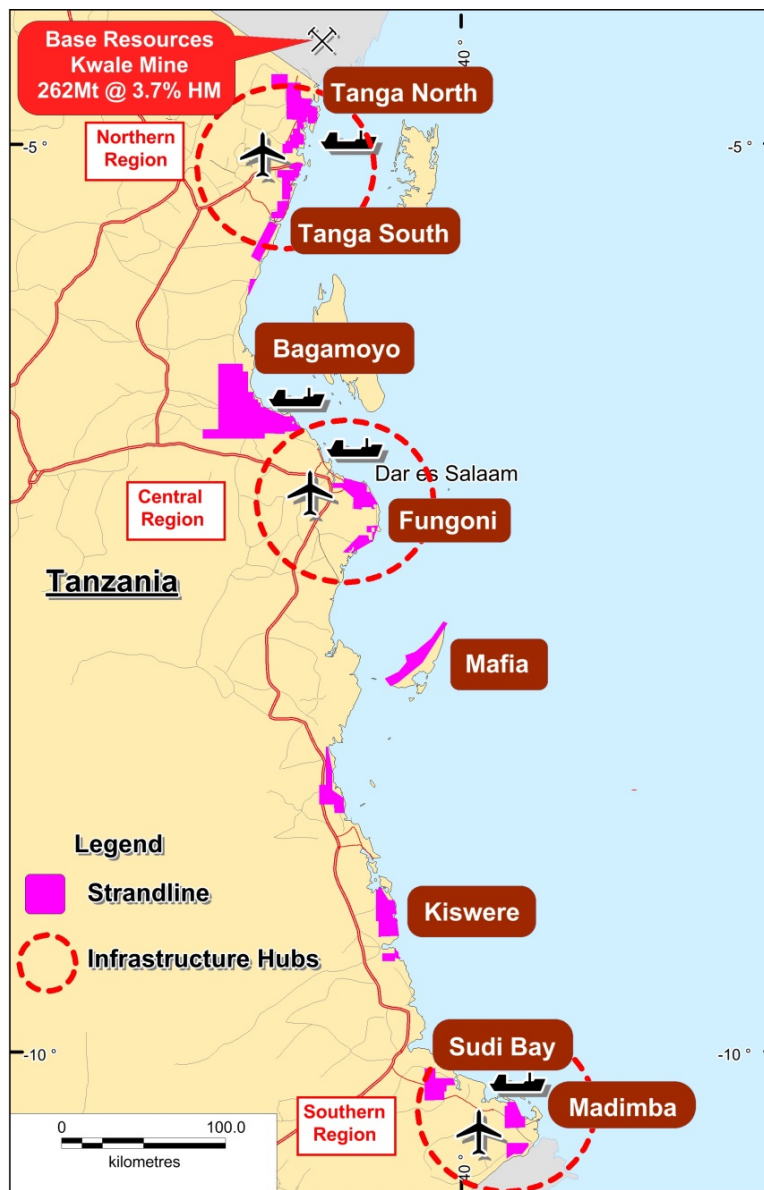 Base Resources
Kwale Mine
262Mt @ 3.7% HM
40 °
Tanga North
Northern
Region
-5 °
-5 °
Tanga South
Bagamoyo
Dar es Salaam
Central
Region
Fungoni
Tanzania
Mafia
Legend
Strandline
Kiswere
Infrastructure Hubs
Sudi Bay
-10 °
-10 °
Madimba
Southern
Region
0 100.0
kilometres
40 °